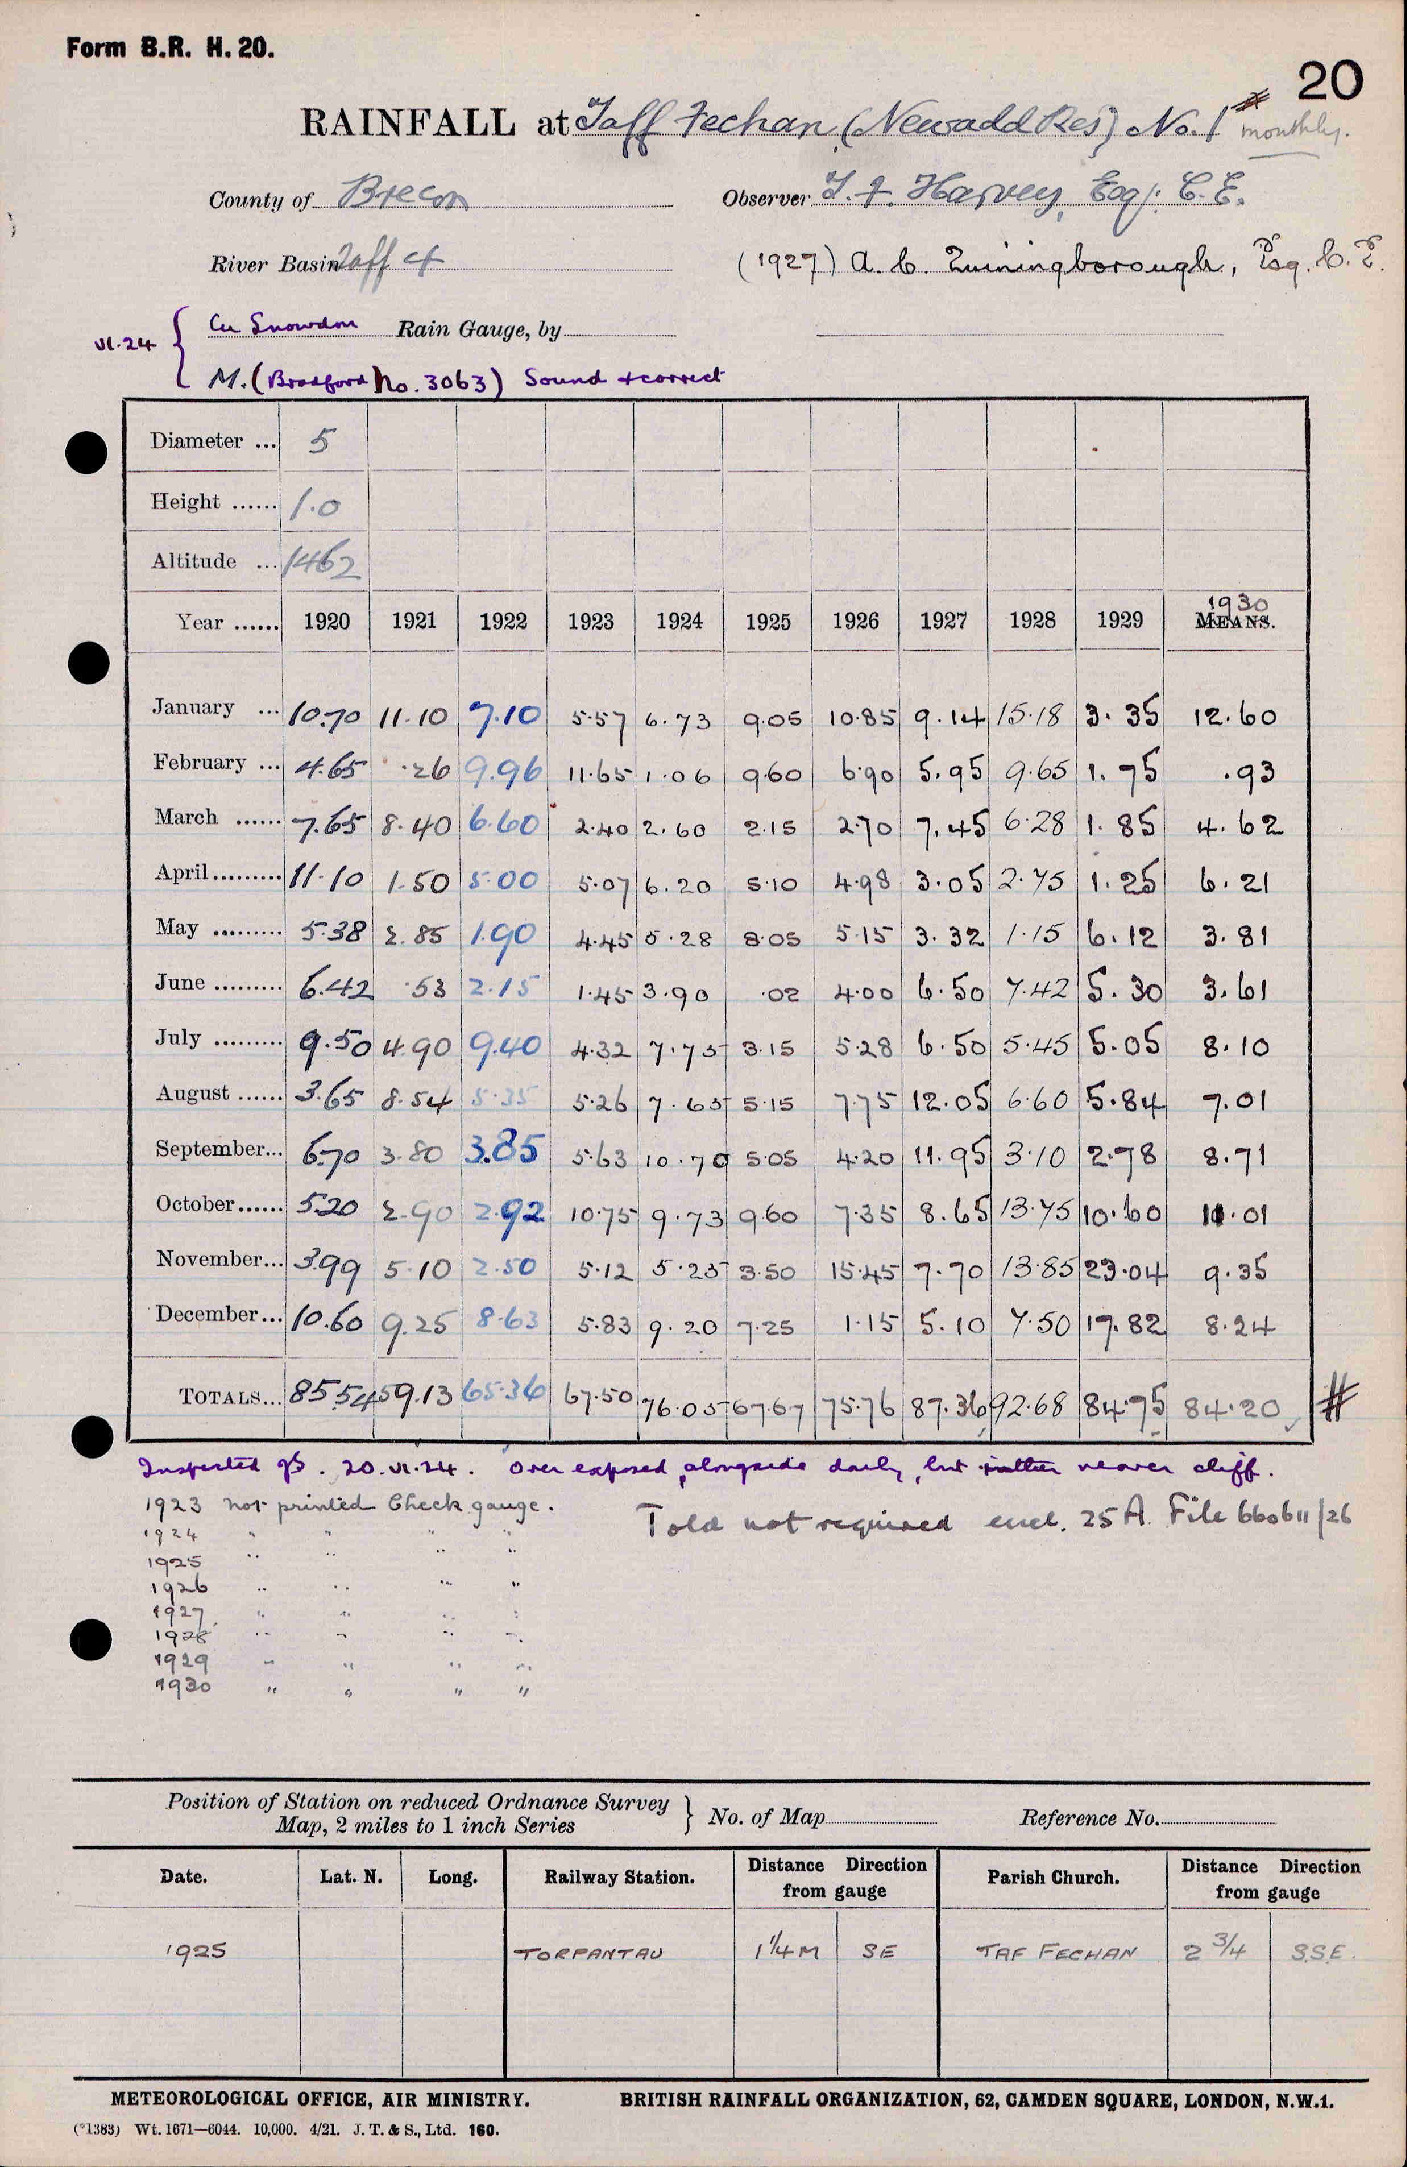 Form B.R. H. 20.
20
RAINFALL at Taff Fechan (Neuadd Res) No. 1 #
monthly.
County of Brecon Observer T. F. Harvey, Esq. C.E.
River Basin Taff 4 (1927) A. C. Esq. C.E.
VI.24 { Cu Snowdon Rain Gauge, by
M. (Bradford No. 3063) Sound & correct
Diameter ... 5
Height ...... 1.0
Altitude ... 1462
Year ...... 1920 1921 1922 1923 1924 1925 1926 1927 1928 1929 1930 MEANS.
January ... 10.70 11.10 7.10 5.57 6.73 9.05 10.85 9.14 15.18 3.35 12.60
February ... 4.65 .26 9.96 11.65 1.06 9.60 6.90 5.95 9.65 1.75 .93
March ...... 7.65 8.40 6.60 2.40 2.60 2.15 2.70 7.45 6.28 1.85 4.62
April ......... 11.10 1.50 5.00 5.07 6.20 5.10 4.98 3.05 2.75 1.25 6.21
May ......... 5.38 2.85 1.90 4.45 5.28 8.05 5.15 3.32 1.15 6.12 3.81
June ......... 6.42 .53 2.15 1.45 3.90 .02 4.00 6.50 7.42 5.30 3.61
July ......... 9.50 4.90 9.40 4.32 7.75 3.15 5.28 6.50 5.45 5.05 8.10
August ...... 3.65 8.54 5.35 5.26 7.65 5.15 7.75 12.05 6.60 5.84 7.01
September... 6.70 3.80 3.85 5.63 10.70 5.05 4.20 11.95 3.10 2.78 8.71
October...... 5.20 2.90 2.92 10.75 9.73 9.60 7.35 8.65 13.75 10.60 11.01
November... 3.99 5.10 2.50 5.12 5.25 3.50 15.45 7.70 13.85 23.04 9.35
December... 10.60 9.25 8.63 5.83 9.20 7.25 1.15 5.10 7.50 17.82 8.24
TOTALS... 85.54 59.13 65.36 67.50 76.05 67.67 75.76 87.36 92.68 84.75 84.20 #
Inspected 20.VI.24. Over exposed, alongside daily, but rather nearer cliff.
1923 not printed Check gauge.
Told not required encl. 25A. File 660611/26
1924 " " " "
1925 " " " "
1926 " " " "
1927 " " " "
1928 " " " "
1929 " " " "
1930 " " " "
Position of Station on reduced Ordnance Survey
Map, 2 miles to 1 inch Series } No. of Map Reference No.
Date. Lat. N. Long. Railway Station. Distance Direction from gauge Parish Church. Distance Direction from gauge
1925 TORPANTAU 1 1/4 M SE TAF FECHAN 2 3/4 S.S.E.
METEOROLOGICAL OFFICE, AIR MINISTRY. BRITISH RAINFALL ORGANIZATION, 62, CAMDEN SQUARE, LONDON, N.W.1.
(*1383) Wt. 1671—6044. 10,000. 4/21. J. T. & S., Ltd. 160.